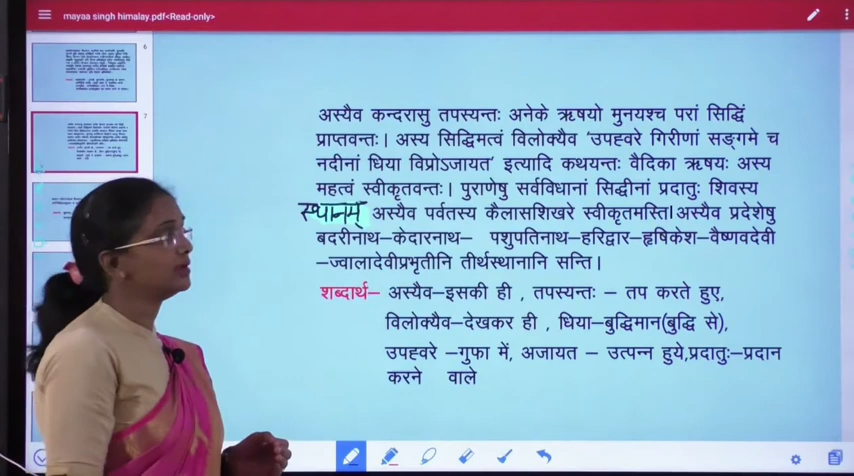 mayaa singh himalay.pdf<Read-only>
6
7
अस्यैव कन्दरासु तपस्यन्तः अनेके ऋषयो मुनयश्च परां सिद्धिं
प्राप्तवन्तः। अस्य सिद्धिमत्वं विलोक्यैव 'उपह्वरे गिरीणां सङ्गमे च
नदीनां धिया विप्रोऽजायत' इत्यादि कथयन्तः वैदिका ऋषयः अस्य
महत्वं स्वीकृतवन्तः। पुराणेषु सर्वविधानां सिद्धीनां प्रदातुः शिवस्य
स्थानम् अस्यैव पर्वतस्य कैलासशिखरे स्वीकृतमस्ति।अस्यैव प्रदेशेषु
बदरीनाथ–केदारनाथ– पशुपतिनाथ–हरिद्वार–हृषिकेश–वैष्णवदेवी
–ज्वालादेवीप्रभृतीनि तीर्थस्थानानि सन्ति।
शब्दार्थ– अस्यैव–इसकी ही , तपस्यन्तः – तप करते हुए,
विलोक्यैव–देखकर ही , धिया–बुद्धिमान(बुद्धि से),
उपह्वरे –गुफा में, अजायत – उत्पन्न हुये,प्रदातुः–प्रदान
करने वाले